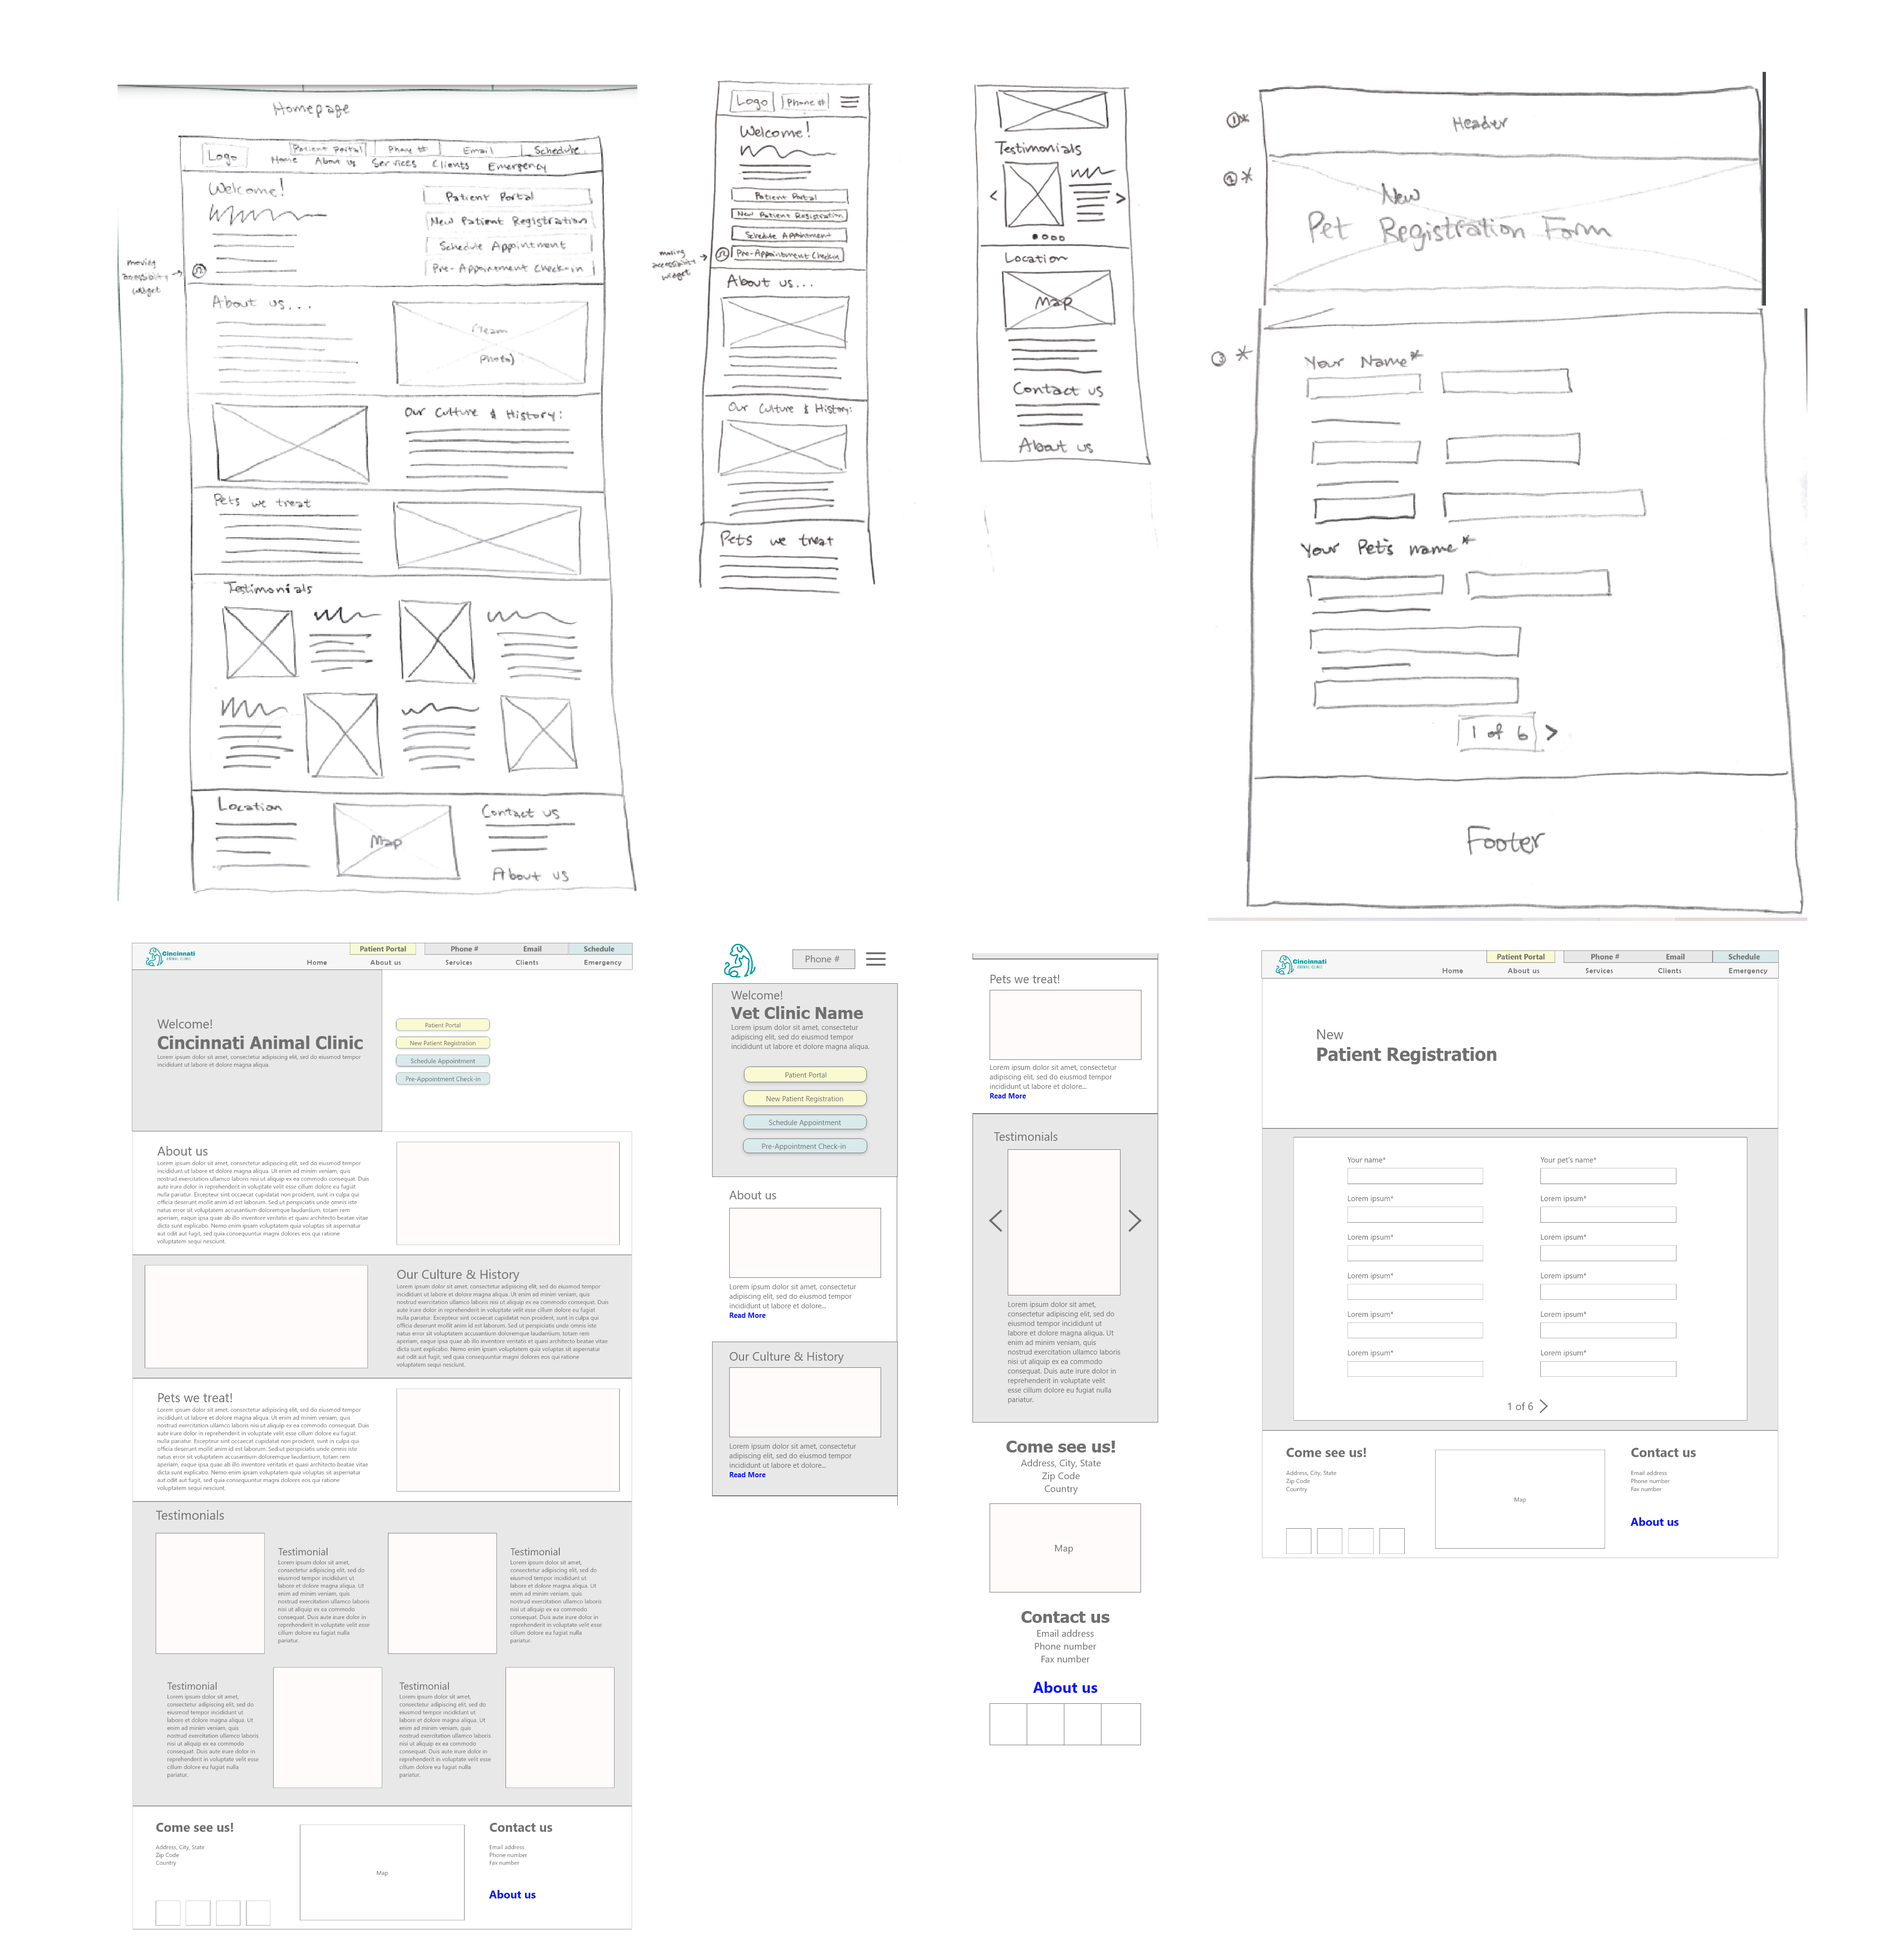 Homepage
Logo
Patient Portal
Phone #
Email
Schedule
Home
About us
Services
Clients
Emergency
Welcome!
Patient Portal
New Patient Registration
Schedule Appointment
Pre-Appointment Check-in
moving
accessibility
widget
About us...
(Team
photo)
Our Culture & History:
Pets we treat
Testimonials
Location
Map
Contact us
About us
Logo
Phone #
Welcome!
Patient Portal
New Patient Registration
Schedule Appointment
Pre-Appointment Checkin
moving
accessibility
widget
About us...
Our Culture & History:
Pets we treat
Testimonials
<
>
Location
Map
Contact us
About us
①*
Header
②*
New
Pet Registration Form
③*
Your Name*
Your Pet's name*
1 of 6 >
Footer
Cincinnati
ANIMAL CLINIC
Patient Portal
Phone #
Email
Schedule
Home
About us
Services
Clients
Emergency
Welcome!
Cincinnati Animal Clinic
Lorem ipsum dolor sit amet, consectetur adipiscing elit, sed do eiusmod tempor
incididunt ut labore et dolore magna aliqua.
Patient Portal
New Patient Registration
Schedule Appointment
Pre-Appointment Check-in
About us
Lorem ipsum dolor sit amet, consectetur adipiscing elit, sed do eiusmod tempor
incididunt ut labore et dolore magna aliqua. Ut enim ad minim veniam, quis
nostrud exercitation ullamco laboris nisi ut aliquip ex ea commodo consequat. Duis
aute irure dolor in reprehenderit in voluptate velit esse cillum dolore eu fugiat
nulla pariatur. Excepteur sint occaecat cupidatat non proident, sunt in culpa qui
officia deserunt mollit anim id est laborum. Sed ut perspiciatis unde omnis iste
natus error sit voluptatem accusantium doloremque laudantium, totam rem
aperiam, eaque ipsa quae ab illo inventore veritatis et quasi architecto beatae vitae
dicta sunt explicabo. Nemo enim ipsam voluptatem quia voluptas sit aspernatur
aut odit aut fugit, sed quia consequuntur magni dolores eos qui ratione
voluptatem sequi nesciunt.
Our Culture & History
Lorem ipsum dolor sit amet, consectetur adipiscing elit, sed do eiusmod tempor
incididunt ut labore et dolore magna aliqua. Ut enim ad minim veniam, quis
nostrud exercitation ullamco laboris nisi ut aliquip ex ea commodo consequat. Duis
aute irure dolor in reprehenderit in voluptate velit esse cillum dolore eu fugiat nulla
pariatur. Excepteur sint occaecat cupidatat non proident, sunt in culpa qui
officia deserunt mollit anim id est laborum. Sed ut perspiciatis unde omnis iste
natus error sit voluptatem accusantium doloremque laudantium, totam rem
aperiam, eaque ipsa quae ab illo inventore veritatis et quasi architecto beatae vitae
dicta sunt explicabo. Nemo enim ipsam voluptatem quia voluptas sit aspernatur
aut odit aut fugit, sed quia consequuntur magni dolores eos qui ratione
voluptatem sequi nesciunt.
Pets we treat!
Lorem ipsum dolor sit amet, consectetur adipiscing elit, sed do eiusmod tempor
incididunt ut labore et dolore magna aliqua. Ut enim ad minim veniam, quis
nostrud exercitation ullamco laboris nisi ut aliquip ex ea commodo consequat. Duis
aute irure dolor in reprehenderit in voluptate velit esse cillum dolore eu fugiat
nulla pariatur. Excepteur sint occaecat cupidatat non proident, sunt in culpa qui
officia deserunt mollit anim id est laborum. Sed ut perspiciatis unde omnis iste
natus error sit voluptatem accusantium doloremque laudantium, totam rem
aperiam, eaque ipsa quae ab illo inventore veritatis et quasi architecto beatae vitae
dicta sunt explicabo. Nemo enim ipsam voluptatem quia voluptas sit aspernatur
aut odit aut fugit, sed quia consequuntur magni dolores eos qui ratione
voluptatem sequi nesciunt.
Testimonials
Testimonial
Lorem ipsum dolor sit amet,
consectetur adipiscing elit, sed do
eiusmod tempor incididunt ut
labore et dolore magna aliqua. Ut
enim ad minim veniam, quis
nostrud exercitation ullamco laboris
nisi ut aliquip ex ea commodo
consequat. Duis aute irure dolor in
reprehenderit in voluptate velit esse
cillum dolore eu fugiat nulla
pariatur.
Testimonial
Lorem ipsum dolor sit amet,
consectetur adipiscing elit, sed do
eiusmod tempor incididunt ut
labore et dolore magna aliqua. Ut
enim ad minim veniam, quis
nostrud exercitation ullamco laboris
nisi ut aliquip ex ea commodo
consequat. Duis aute irure dolor in
reprehenderit in voluptate velit esse
cillum dolore eu fugiat nulla
pariatur.
Testimonial
Lorem ipsum dolor sit amet,
consectetur adipiscing elit, sed do
eiusmod tempor incididunt ut
labore et dolore magna aliqua. Ut
enim ad minim veniam, quis
nostrud exercitation ullamco laboris
nisi ut aliquip ex ea commodo
consequat. Duis aute irure dolor in
reprehenderit in voluptate velit esse
cillum dolore eu fugiat nulla
pariatur.
Testimonial
Lorem ipsum dolor sit amet,
consectetur adipiscing elit, sed do
eiusmod tempor incididunt ut
labore et dolore magna aliqua. Ut
enim ad minim veniam, quis
nostrud exercitation ullamco laboris
nisi ut aliquip ex ea commodo
consequat. Duis aute irure dolor in
reprehenderit in voluptate velit esse
cillum dolore eu fugiat nulla
pariatur.
Come see us!
Address, City, State
Zip Code
Country
Map
Contact us
Email address
Phone number
Fax number
About us
Phone #
Welcome!
Vet Clinic Name
Lorem ipsum dolor sit amet, consectetur
adipiscing elit, sed do eiusmod tempor
incididunt ut labore et dolore magna aliqua.
Patient Portal
New Patient Registration
Schedule Appointment
Pre-Appointment Check-in
About us
Lorem ipsum dolor sit amet, consectetur
adipiscing elit, sed do eiusmod tempor
incididunt ut labore et dolore...
Read More
Our Culture & History
Lorem ipsum dolor sit amet, consectetur
adipiscing elit, sed do eiusmod tempor
incididunt ut labore et dolore...
Read More
Pets we treat!
Lorem ipsum dolor sit amet, consectetur
adipiscing elit, sed do eiusmod tempor
incididunt ut labore et dolore...
Read More
Testimonials
Lorem ipsum dolor sit amet,
consectetur adipiscing elit, sed do
eiusmod tempor incididunt ut
labore et dolore magna aliqua. Ut
enim ad minim veniam, quis
nostrud exercitation ullamco laboris
nisi ut aliquip ex ea commodo
consequat. Duis aute irure dolor in
reprehenderit in voluptate velit
esse cillum dolore eu fugiat nulla
pariatur.
Come see us!
Address, City, State
Zip Code
Country
Map
Contact us
Email address
Phone number
Fax number
About us
Cincinnati
ANIMAL CLINIC
Patient Portal
Phone #
Email
Schedule
Home
About us
Services
Clients
Emergency
New
Patient Registration
Your name*
Your pet's name*
Lorem ipsum*
Lorem ipsum*
Lorem ipsum*
Lorem ipsum*
Lorem ipsum*
Lorem ipsum*
Lorem ipsum*
Lorem ipsum*
Lorem ipsum*
Lorem ipsum*
1 of 6
Come see us!
Address, City, State
Zip Code
Country
Map
Contact us
Email address
Phone number
Fax number
About us